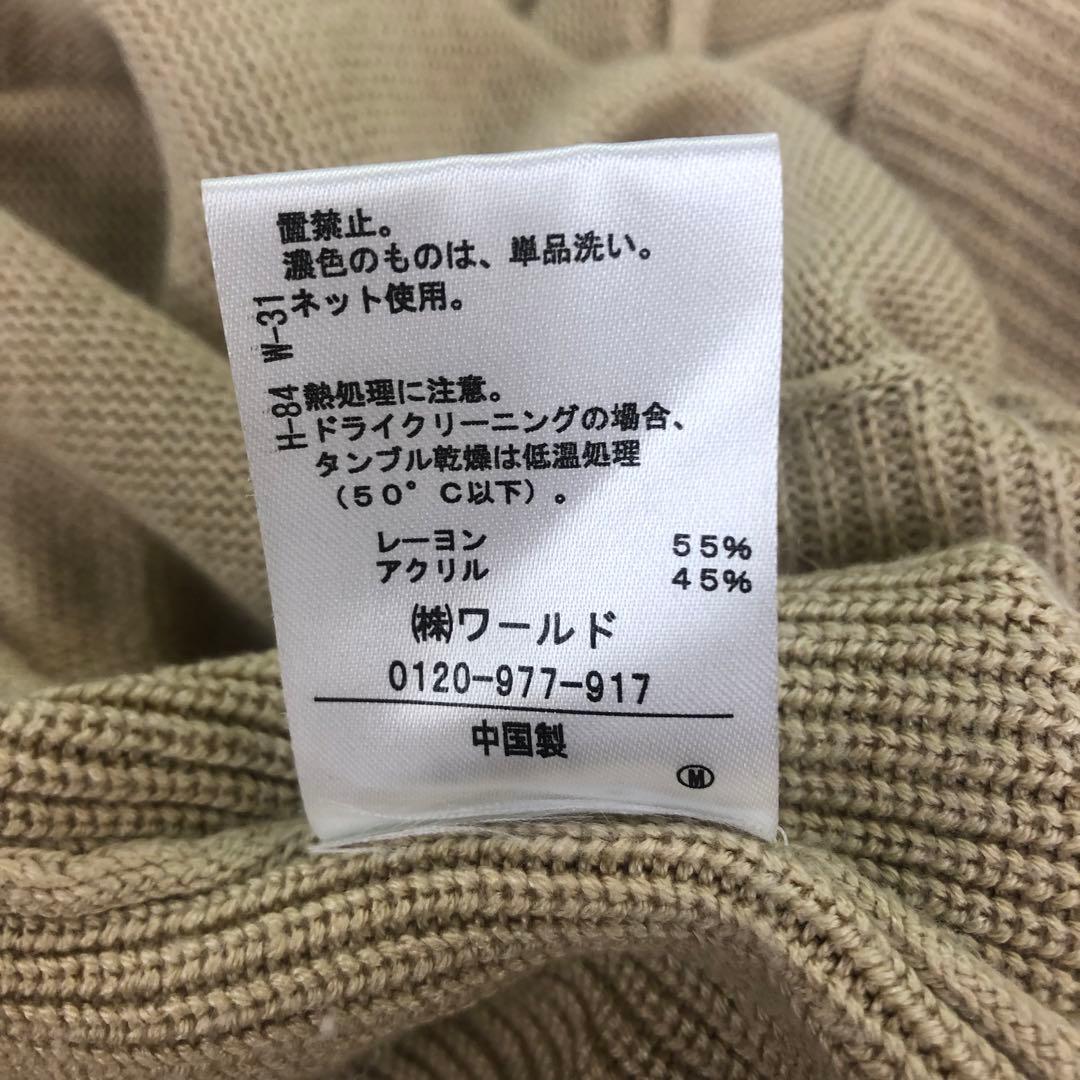 置禁止。
濃色のものは、単品洗い。
ネット使用。
熱処理に注意。
ドライクリーニングの場合、
タンブル乾燥は低温処理
（５０°Ｃ以下）。
レーヨン ５５％
アクリル ４５％
㈱ワールド
0120-977-917
中国製
Ⓜ
H-84 W-31